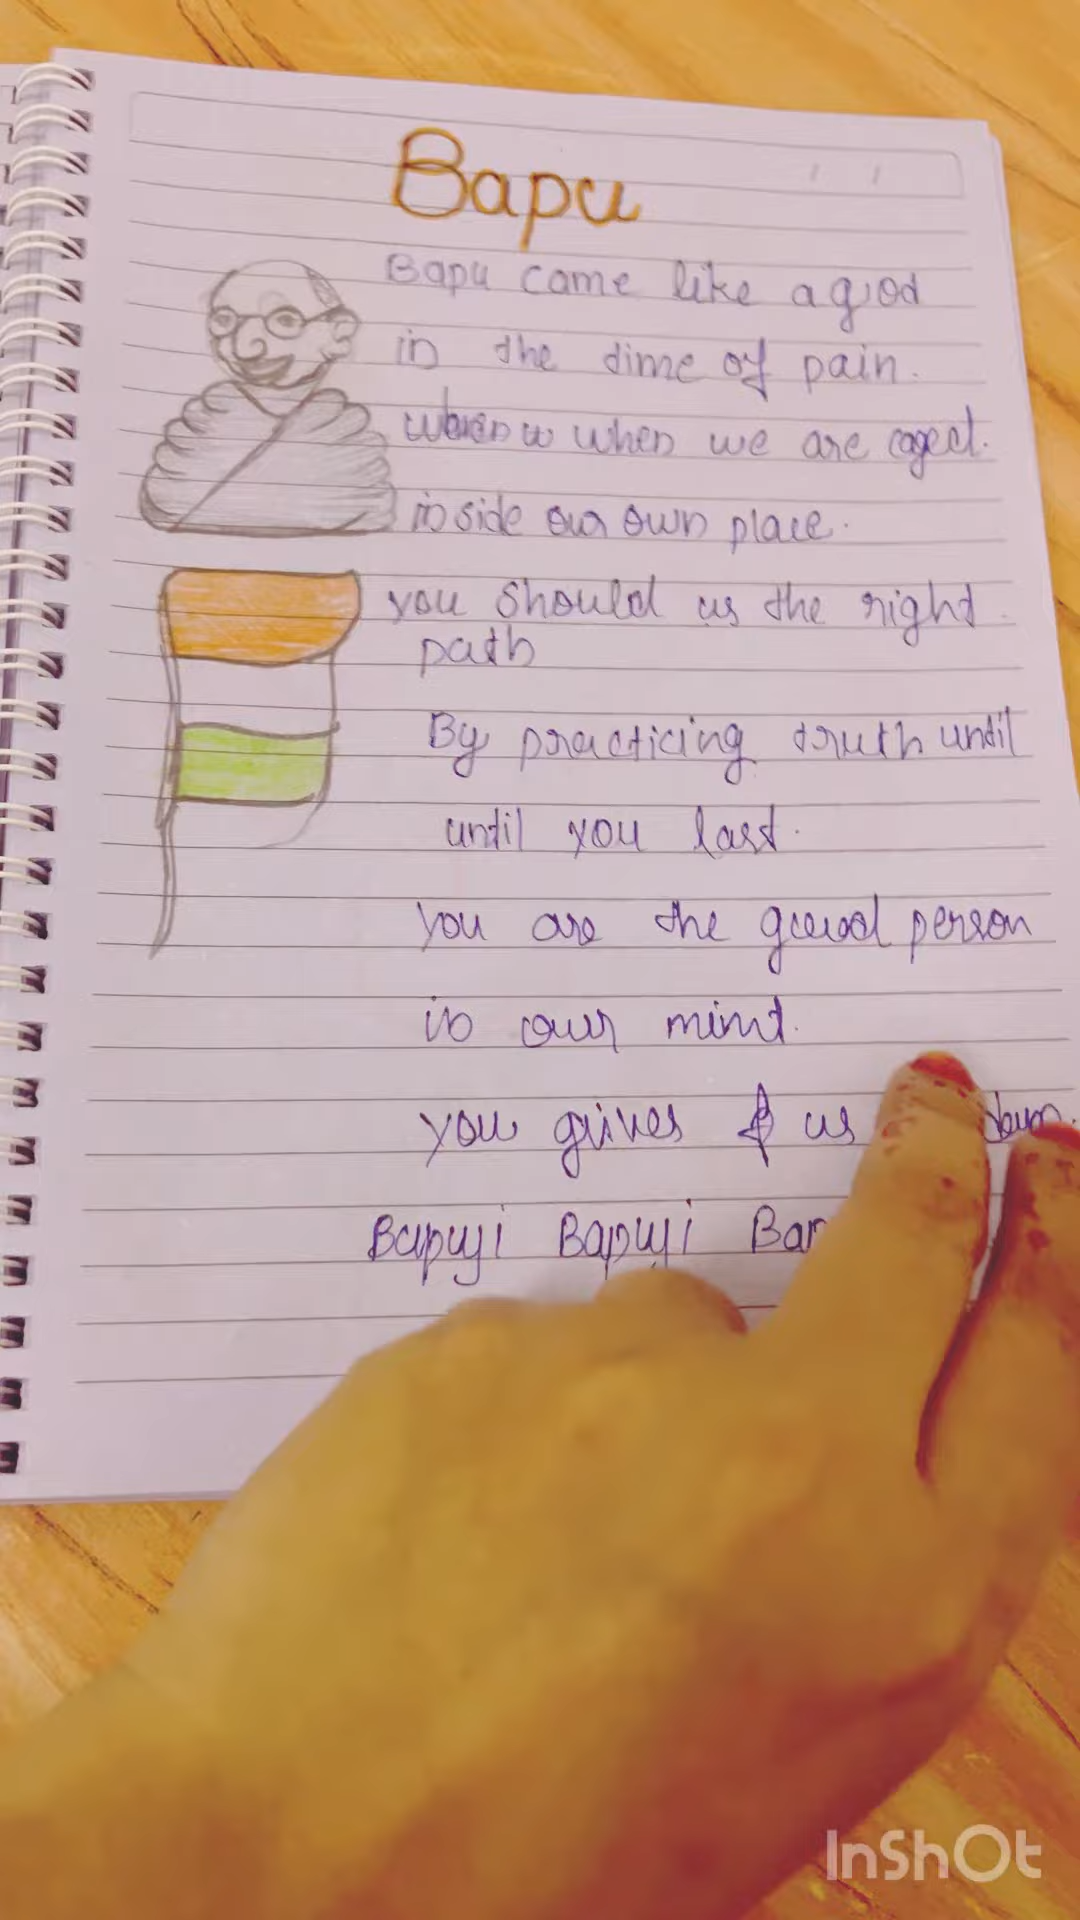 Bapu
Bapu came like a god
in the time of pain.
when we are caged.
inside our own place.
you should us the right
path
By practicing truth until
until you last.
you are the person
in our mind.
you gives us
Bapuji Bapuji
InShOt